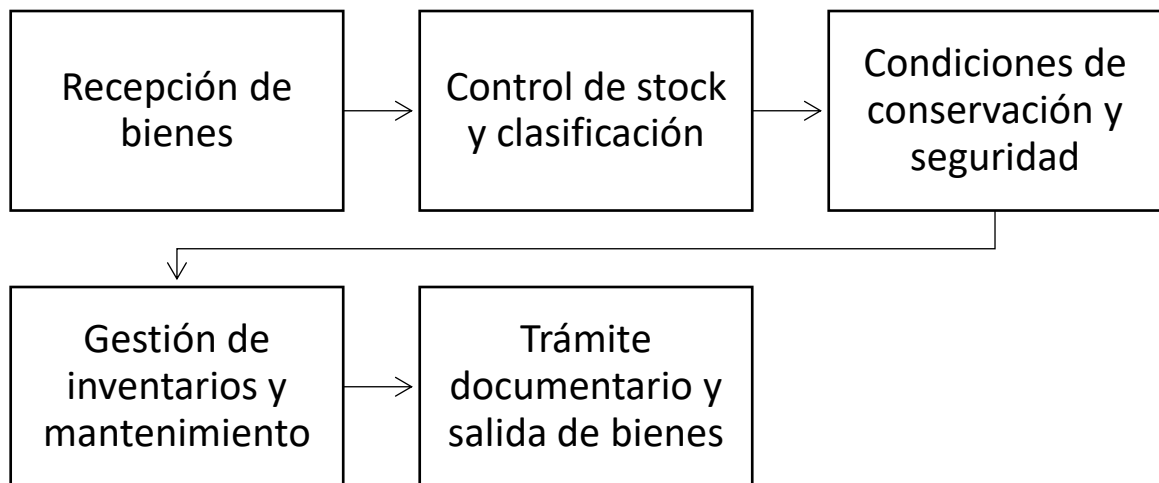 Recepción de
bienes
Control de stock
y clasificación
Condiciones de
conservación y
seguridad
Gestión de
inventarios y
mantenimiento
Trámite
documentario y
salida de bienes